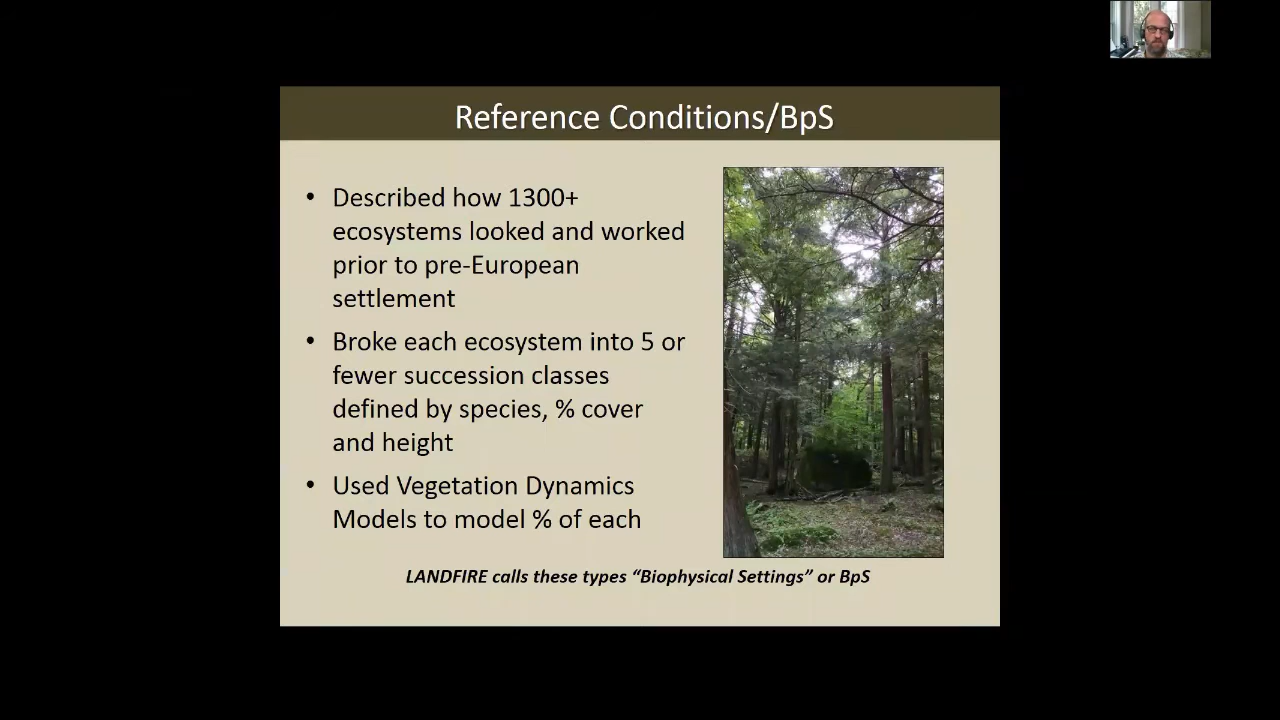 Reference Conditions/BpS
• Described how 1300+
ecosystems looked and worked
prior to pre-European
settlement
• Broke each ecosystem into 5 or
fewer succession classes
defined by species, % cover
and height
• Used Vegetation Dynamics
Models to model % of each
LANDFIRE calls these types “Biophysical Settings” or BpS